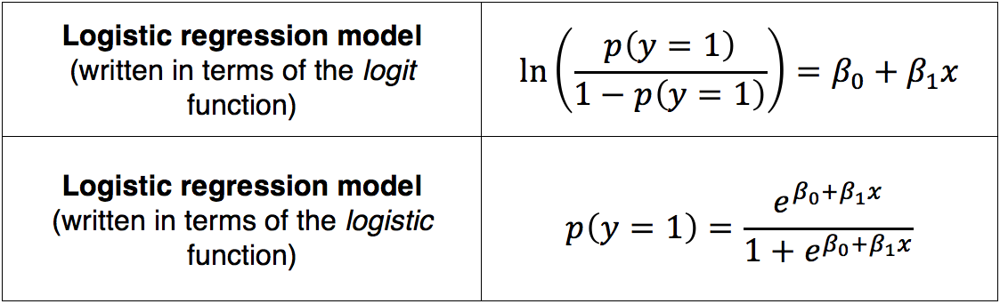 Logistic regression model
(written in terms of the logit
function)
ln(p(y = 1) / 1 − p(y = 1)) = β₀ + β₁x
Logistic regression model
(written in terms of the logistic
function)
p(y = 1) = e^(β₀+β₁x) / 1 + e^(β₀+β₁x)